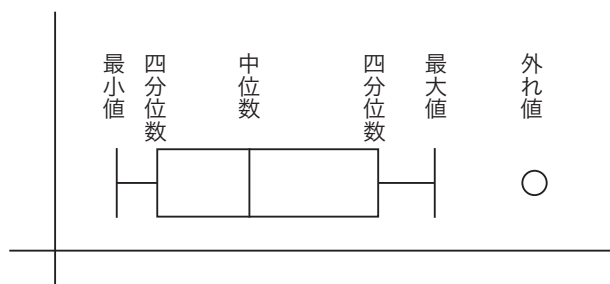 最小値
四分位数
中位数
四分位数
最大値
外れ値